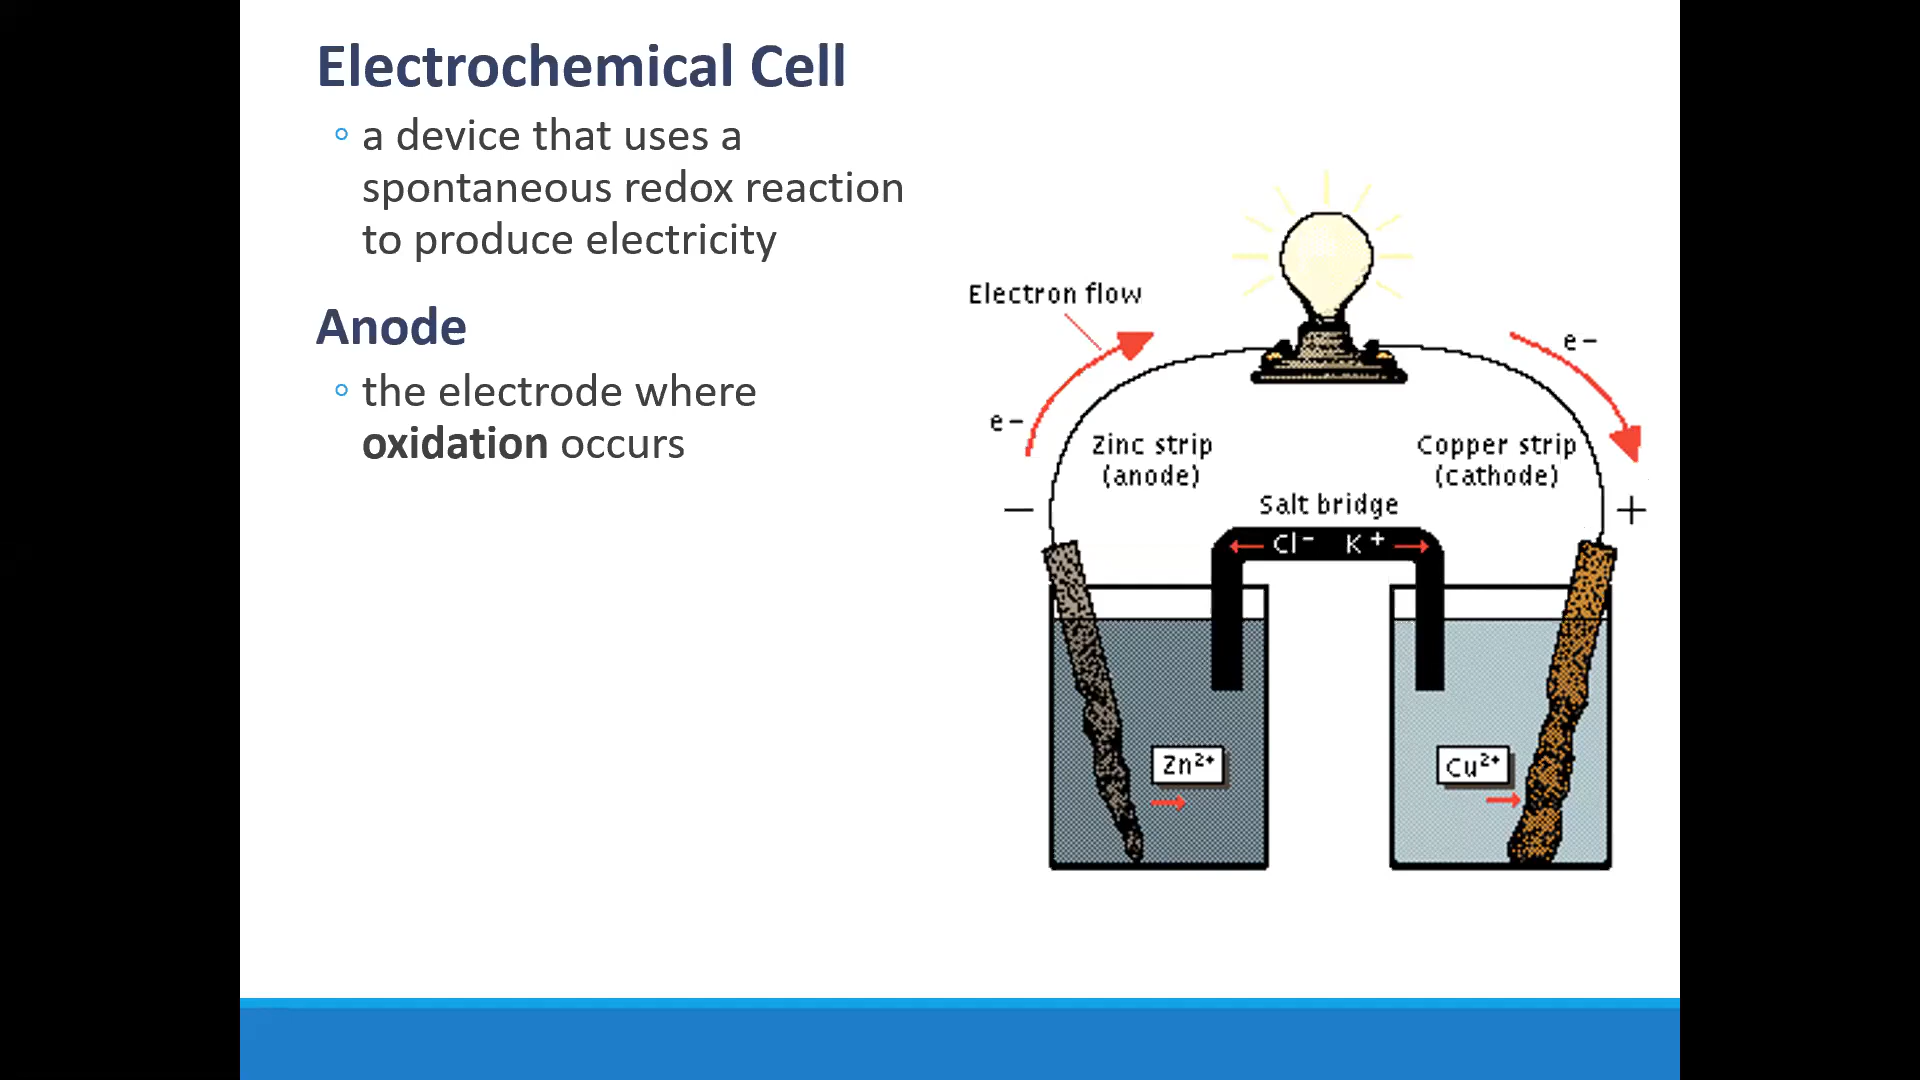 Electrochemical Cell
◦ a device that uses a
spontaneous redox reaction
to produce electricity
Anode
◦ the electrode where
oxidation occurs
Electron flow
e−
e−
Zinc strip
(anode)
Copper strip
(cathode)
−
+
Salt bridge
Cl⁻ K⁺
Zn²⁺
Cu²⁺